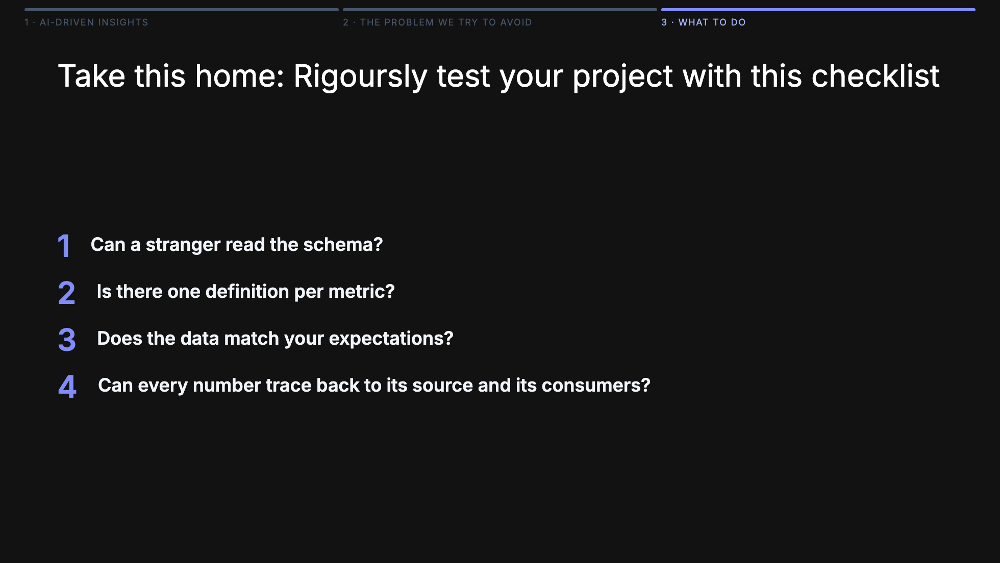 1 · AI-DRIVEN INSIGHTS
2 · THE PROBLEM WE TRY TO AVOID
3 · WHAT TO DO
Take this home: Rigoursly test your project with this checklist
1 Can a stranger read the schema?
2 Is there one definition per metric?
3 Does the data match your expectations?
4 Can every number trace back to its source and its consumers?